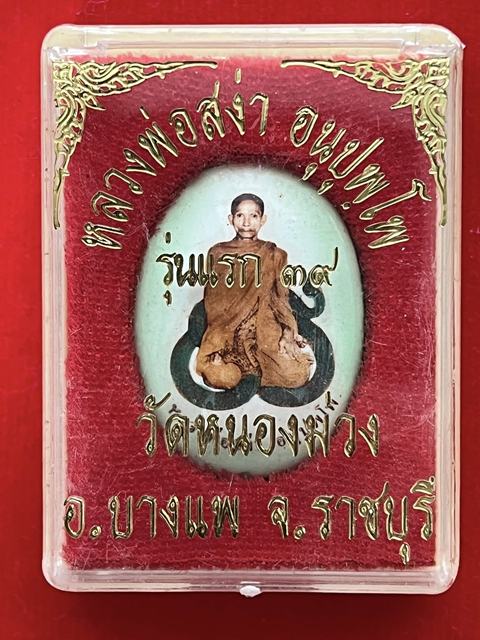 หลวงพ่อสง่า อนุปุพฺโพ
รุ่นแรก ๓๙
วัดหนองม่วง
อ.บางแพ จ.ราชบุรี